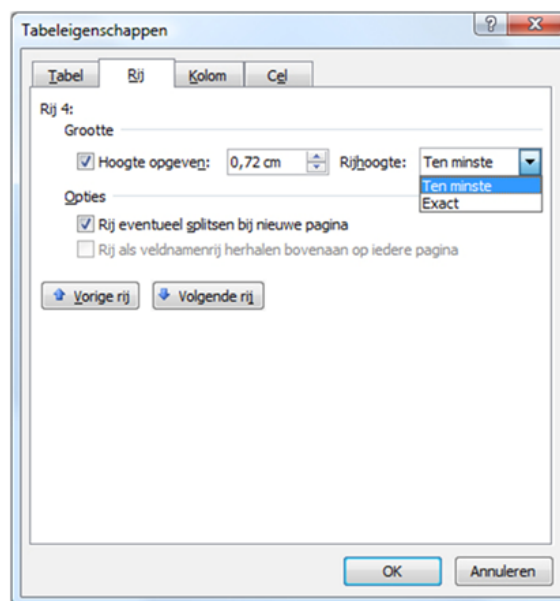 Tabeleigenschappen
Tabel Rij Kolom Cel
Rij 4:
Grootte
Hoogte opgeven: 0,72 cm Rijhoogte: Ten minste
Ten minste
Exact
Opties
Rij eventueel splitsen bij nieuwe pagina
Rij als veldnamenrij herhalen bovenaan op iedere pagina
Vorige rij Volgende rij
OK Annuleren